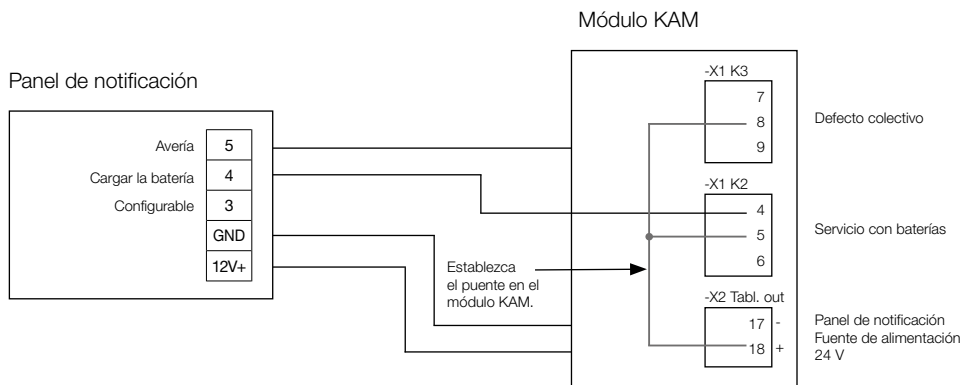 Módulo KAM
Panel de notificación
-X1 K3
7
8
9
Defecto colectivo
Avería 5
Cargar la batería 4
Configurable 3
GND
12V+
-X1 K2
4
5
6
Servicio con baterías
Establezca
el puente en el
módulo KAM.
-X2 Tabl. out
17 -
18 +
Panel de notificación
Fuente de alimentación
24 V